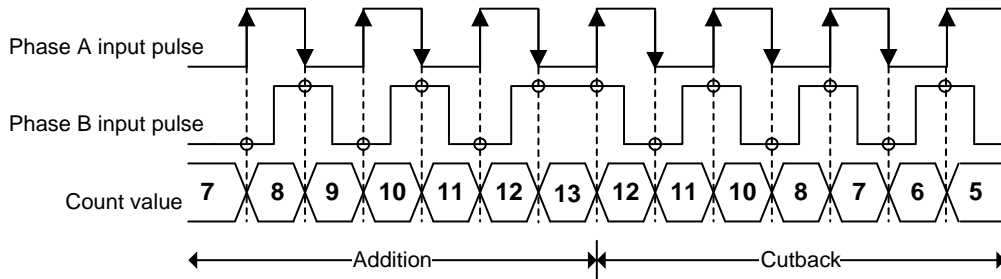 Phase A input pulse
Phase B input pulse
Count value 7 8 9 10 11 12 13 12 11 10 8 7 6 5
Addition Cutback